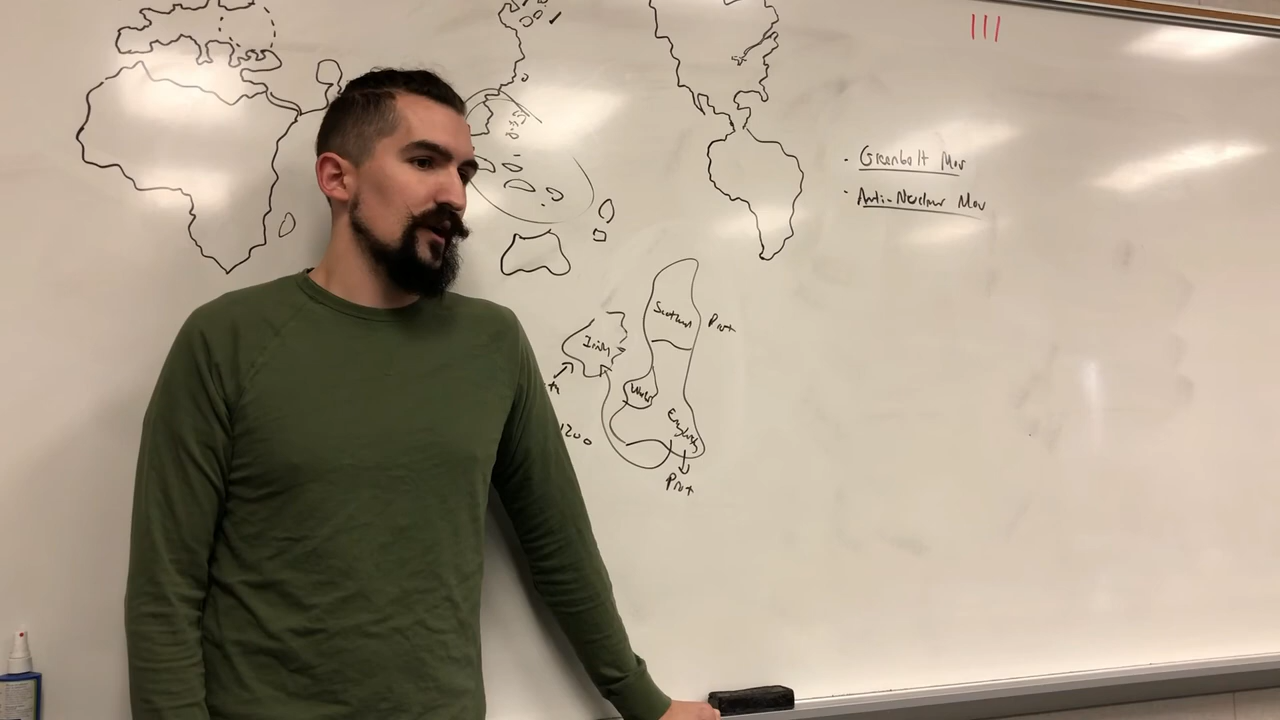 III
· Greenbelt Mov
· Anti-Nuclear Mov
Scotland
Prot
Irish
Wales
England
1200
Prot